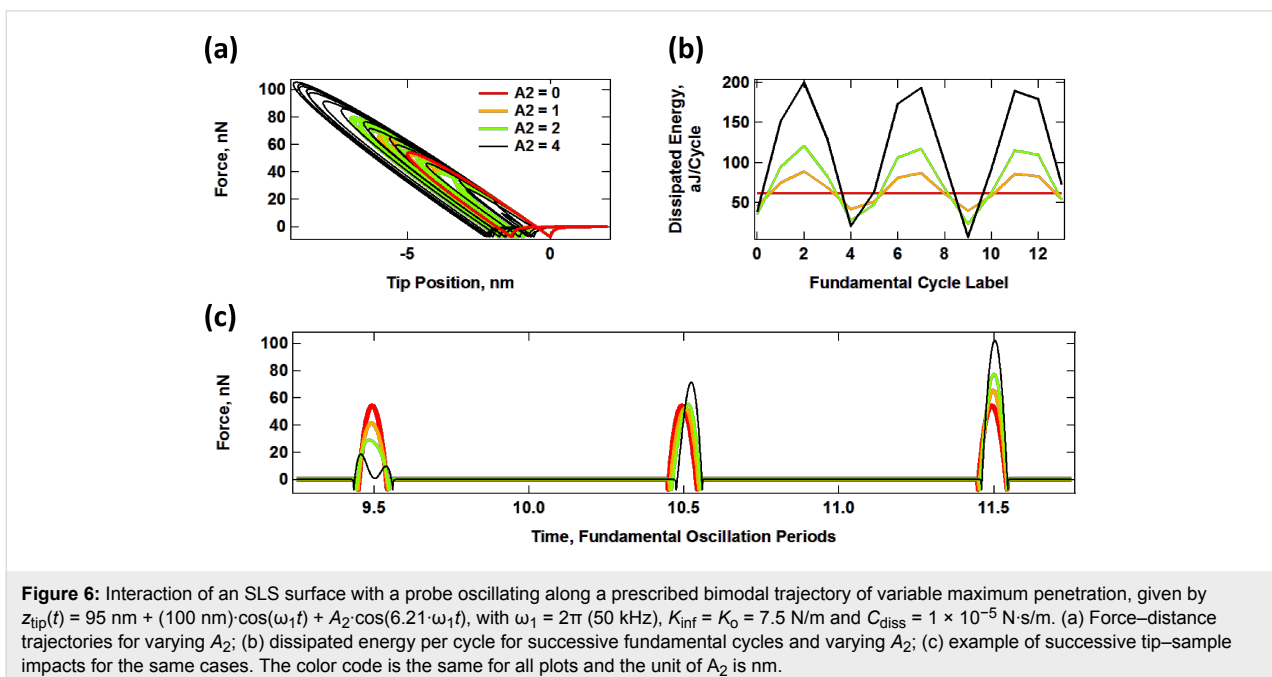 (a)
(b)
Force, nN
100
80
60
40
20
0
-5
0
Tip Position, nm
A2 = 0
A2 = 1
A2 = 2
A2 = 4
Dissipated Energy,
aJ/Cycle
200
150
100
50
0
2
4
6
8
10
12
Fundamental Cycle Label
(c)
Force, nN
100
80
60
40
20
0
9.5
10.0
10.5
11.0
11.5
Time, Fundamental Oscillation Periods
Figure 6: Interaction of an SLS surface with a probe oscillating along a prescribed bimodal trajectory of variable maximum penetration, given by
z_tip(t) = 95 nm + (100 nm)·cos(ω₁t) + A₂·cos(6.21·ω₁t), with ω₁ = 2π (50 kHz), K_inf = K_o = 7.5 N/m and C_diss = 1 × 10⁻⁵ N·s/m. (a) Force–distance
trajectories for varying A₂; (b) dissipated energy per cycle for successive fundamental cycles and varying A₂; (c) example of successive tip–sample
impacts for the same cases. The color code is the same for all plots and the unit of A₂ is nm.